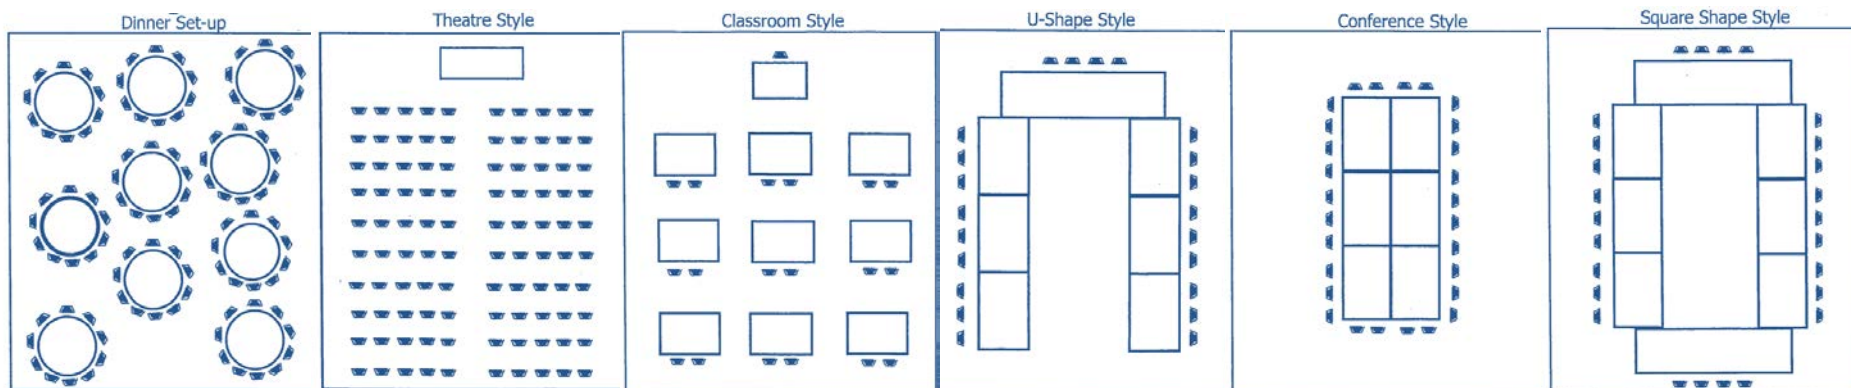 Dinner Set-up
Theatre Style
Classroom Style
U-Shape Style
Conference Style
Square Shape Style